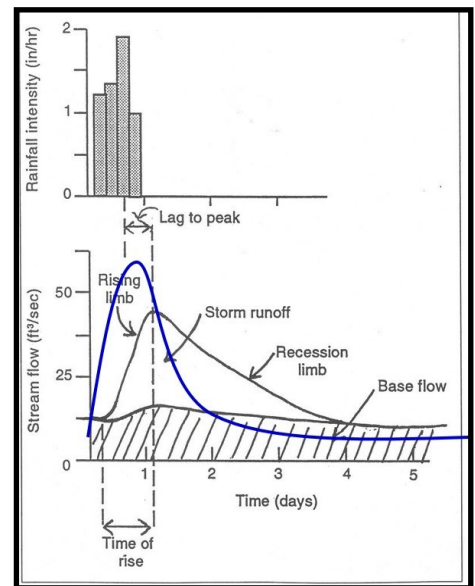 2
Rainfall intensity (in/hr)
1
0
Lag to peak
50
Rising
limb
Storm runoff
Stream flow (ft³/sec)
Recession
limb
25
Base flow
0
1 2 3 4 5
Time (days)
Time of
rise